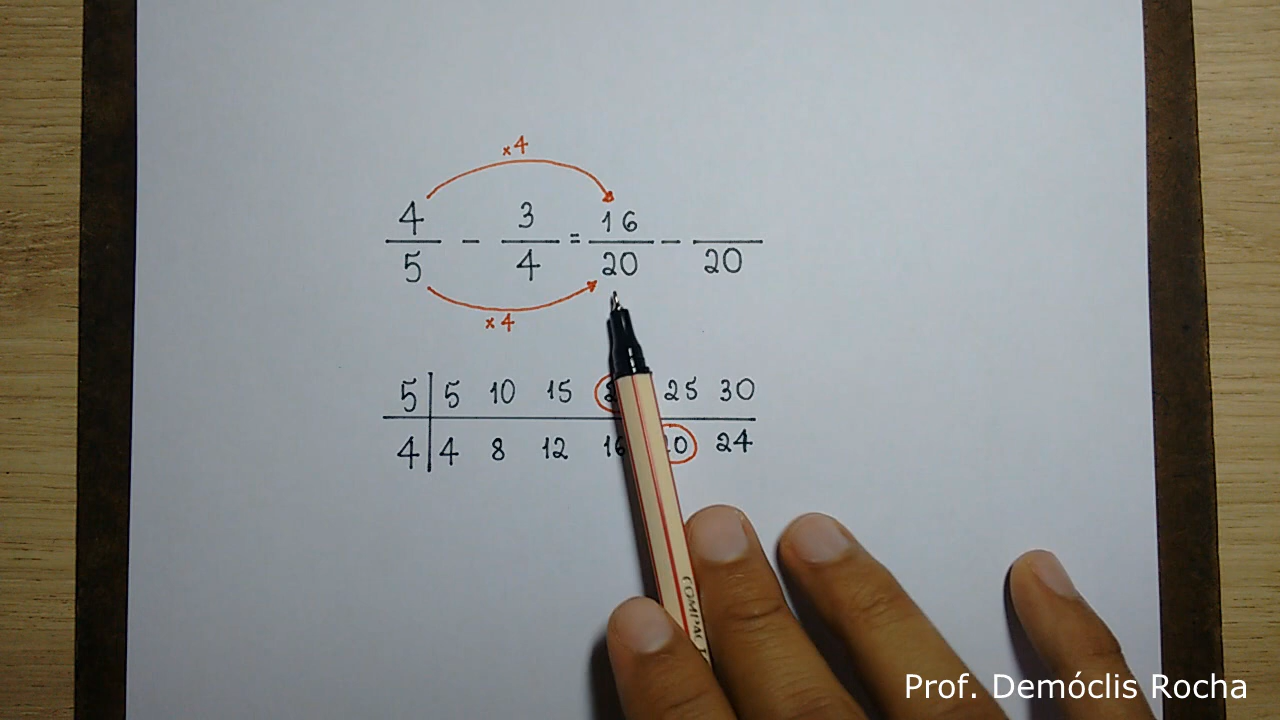 ×4
4/5 - 3/4 = 16/20 - /20
×4
5 | 5 10 15 25 30
4 | 4 8 12 16 24
Prof. Demóclis Rocha